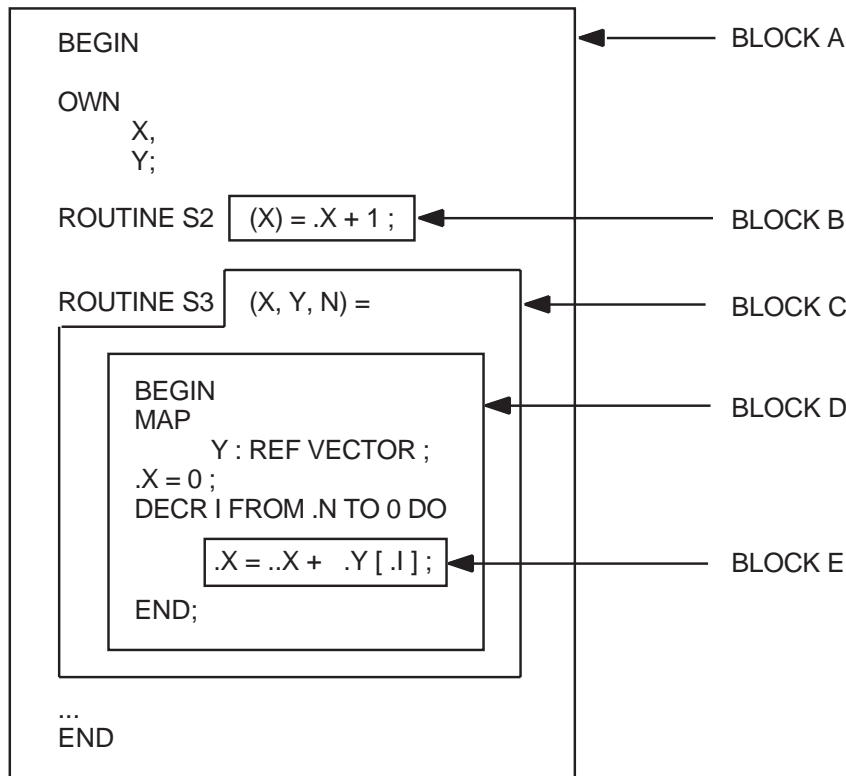 BEGIN BLOCK A
OWN
X,
Y;
ROUTINE S2 (X) = .X + 1 ; BLOCK B
ROUTINE S3 (X, Y, N) = BLOCK C
BEGIN
MAP BLOCK D
Y : REF VECTOR ;
.X = 0 ;
DECR I FROM .N TO 0 DO
.X = ..X + .Y [ .I ] ; BLOCK E
END;
...
END